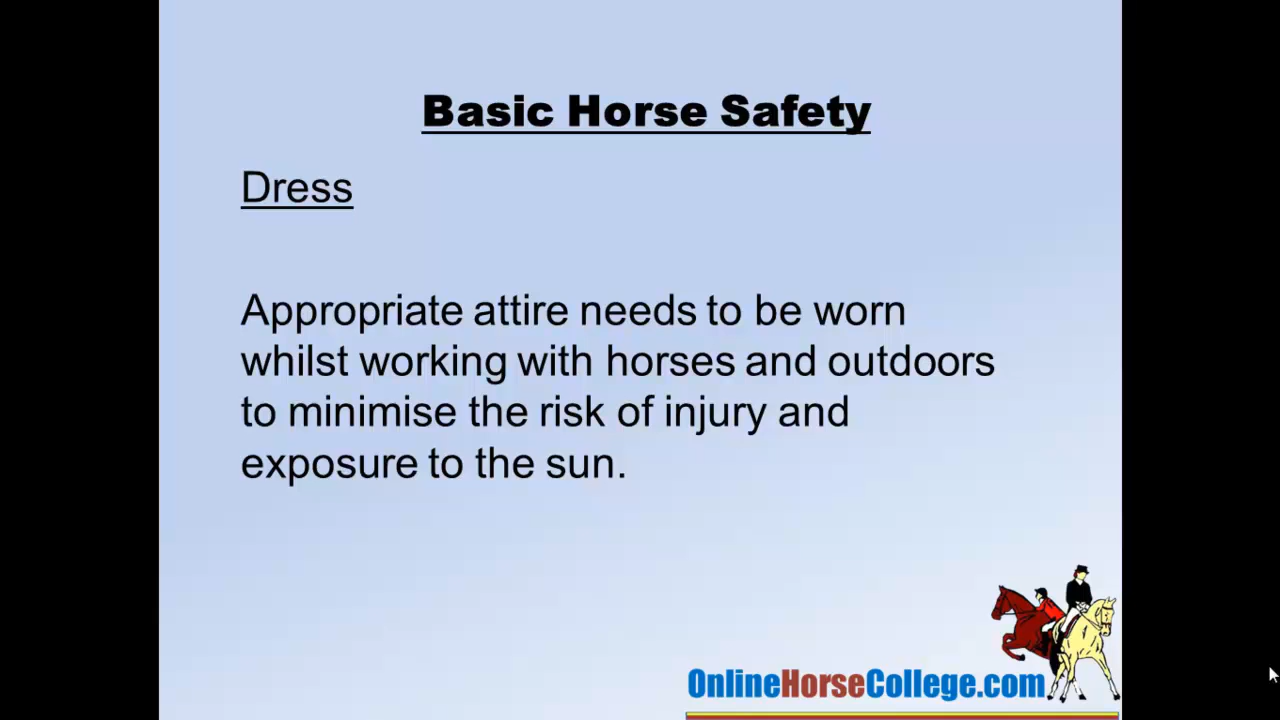 Basic Horse Safety
Dress
Appropriate attire needs to be worn
whilst working with horses and outdoors
to minimise the risk of injury and
exposure to the sun.
OnlineHorseCollege.com